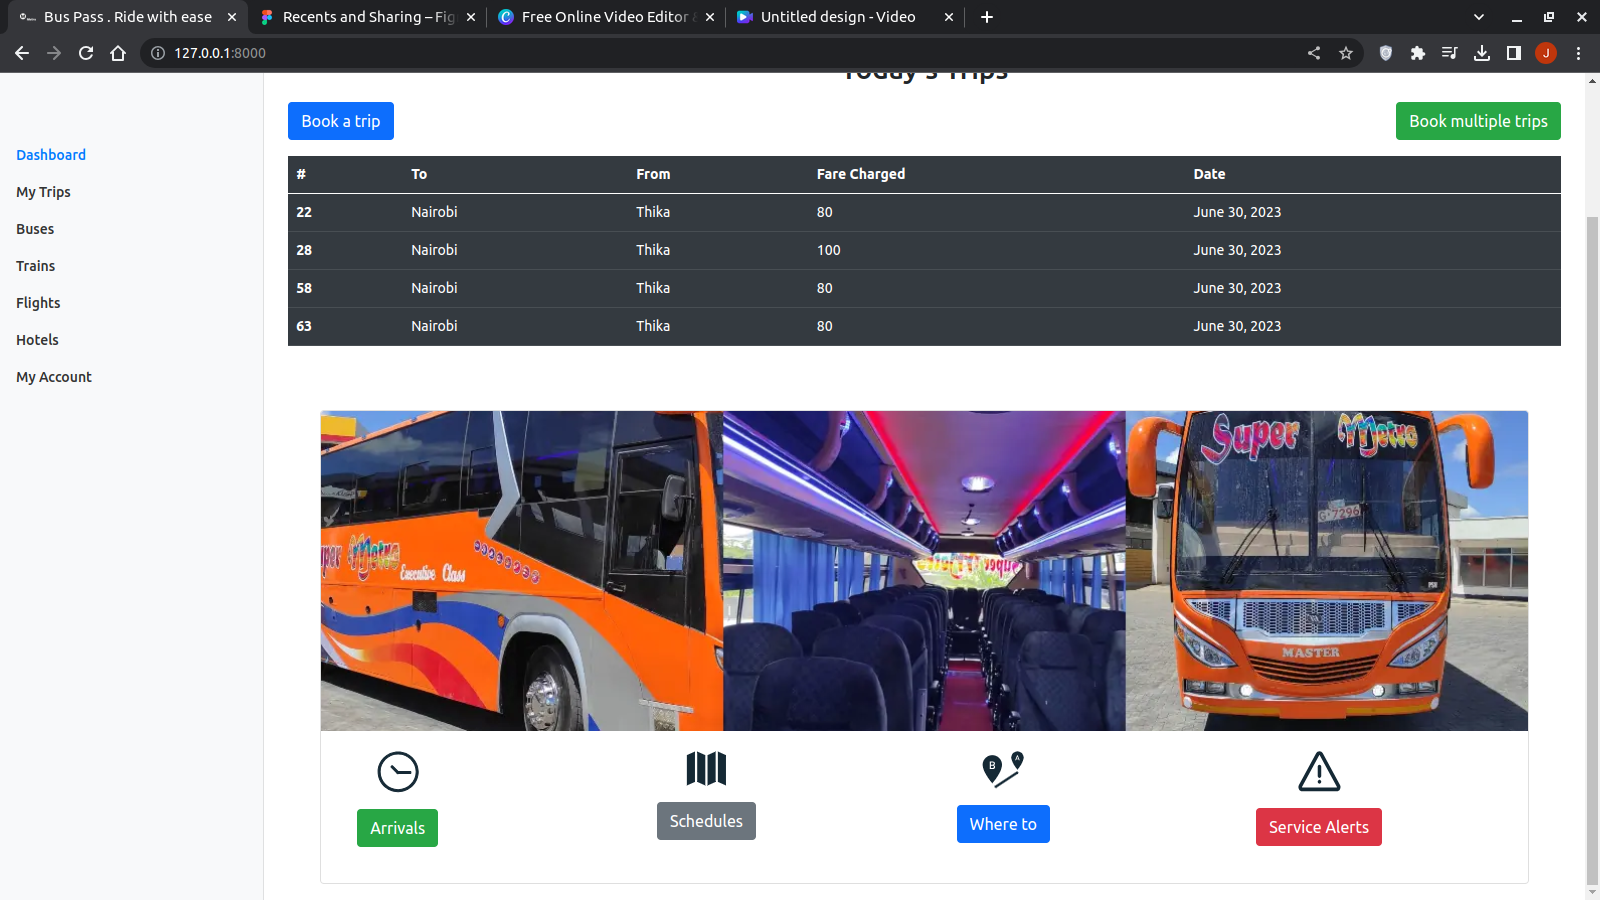 Bus Pass . Ride with ease
Recents and Sharing – Fig
Free Online Video Editor
Untitled design - Video
127.0.0.1:8000
J
Today's Trips
Book a trip
Book multiple trips
Dashboard
My Trips
Buses
Trains
Flights
Hotels
My Account
# To From Fare Charged Date
22 Nairobi Thika 80 June 30, 2023
28 Nairobi Thika 100 June 30, 2023
58 Nairobi Thika 80 June 30, 2023
63 Nairobi Thika 80 June 30, 2023
Super Metro
Executive Class
Super Metro
7296
MASTER
B A
Arrivals
Schedules
Where to
Service Alerts